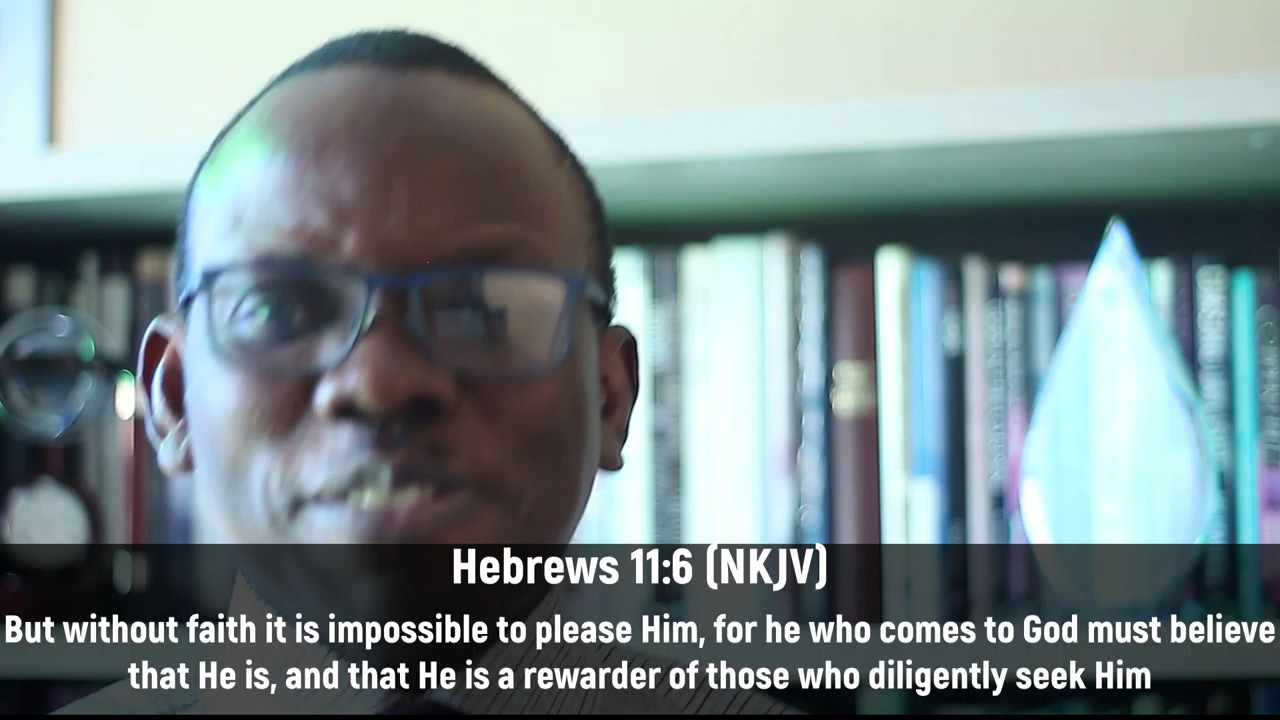 Hebrews 11:6 (NKJV)
But without faith it is impossible to please Him, for he who comes to God must believe
that He is, and that He is a rewarder of those who diligently seek Him